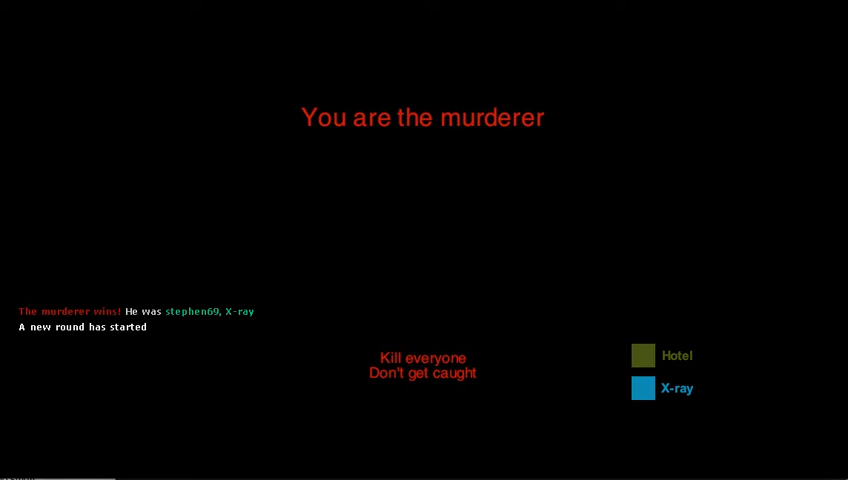 You are the murderer
The murderer wins! He was stephen69, X-ray
A new round has started
Kill everyone
Don't get caught
Hotel
X-ray